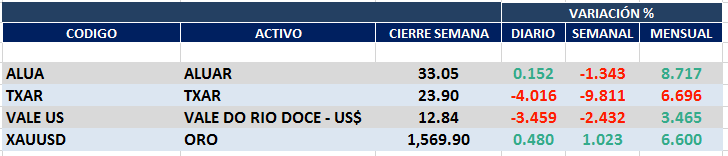 VARIACIÓN %
CODIGO ACTIVO CIERRE SEMANA DIARIO SEMANAL MENSUAL
ALUA ALUAR 33.05 0.152 -1.343 8.717
TXAR TXAR 23.90 -4.016 -9.811 6.696
VALE US VALE DO RIO DOCE - US$ 12.84 -3.459 -2.432 3.465
XAUUSD ORO 1,569.90 0.480 1.023 6.600